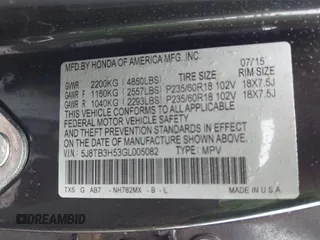 MFD.BY HONDA OF AMERICA MFG.,INC. 07/15
GVWR 2200KG (4850LBS) TIRE SIZE RIM SIZE
GAWR F 1160KG (2557LBS) P235/60R18 102V 18X7.5J
GAWR R 1040KG (2293LBS) P235/60R18 102V 18X7.5J
THIS VEHICLE CONFORMS TO ALL APPLICABLE FEDERAL
MOTOR VEHICLE SAFETY AND THEFT PREVENTION
STANDARDS IN EFFECT ON THE DATE
OF MANUFACTURE SHOWN ABOVE.
V.I.N: 5J8TB3H53GL005082 TYPE: MPV
TX5 G AB7 - NH782MX - B - L
MADE IN U.S.A.
DREAMBID